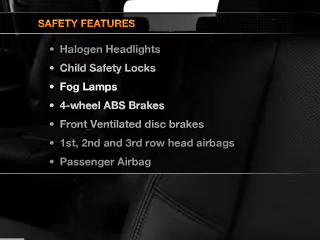 SAFETY FEATURES
• Halogen Headlights
• Child Safety Locks
• Fog Lamps
• 4-wheel ABS Brakes
• Front Ventilated disc brakes
• 1st, 2nd and 3rd row head airbags
• Passenger Airbag